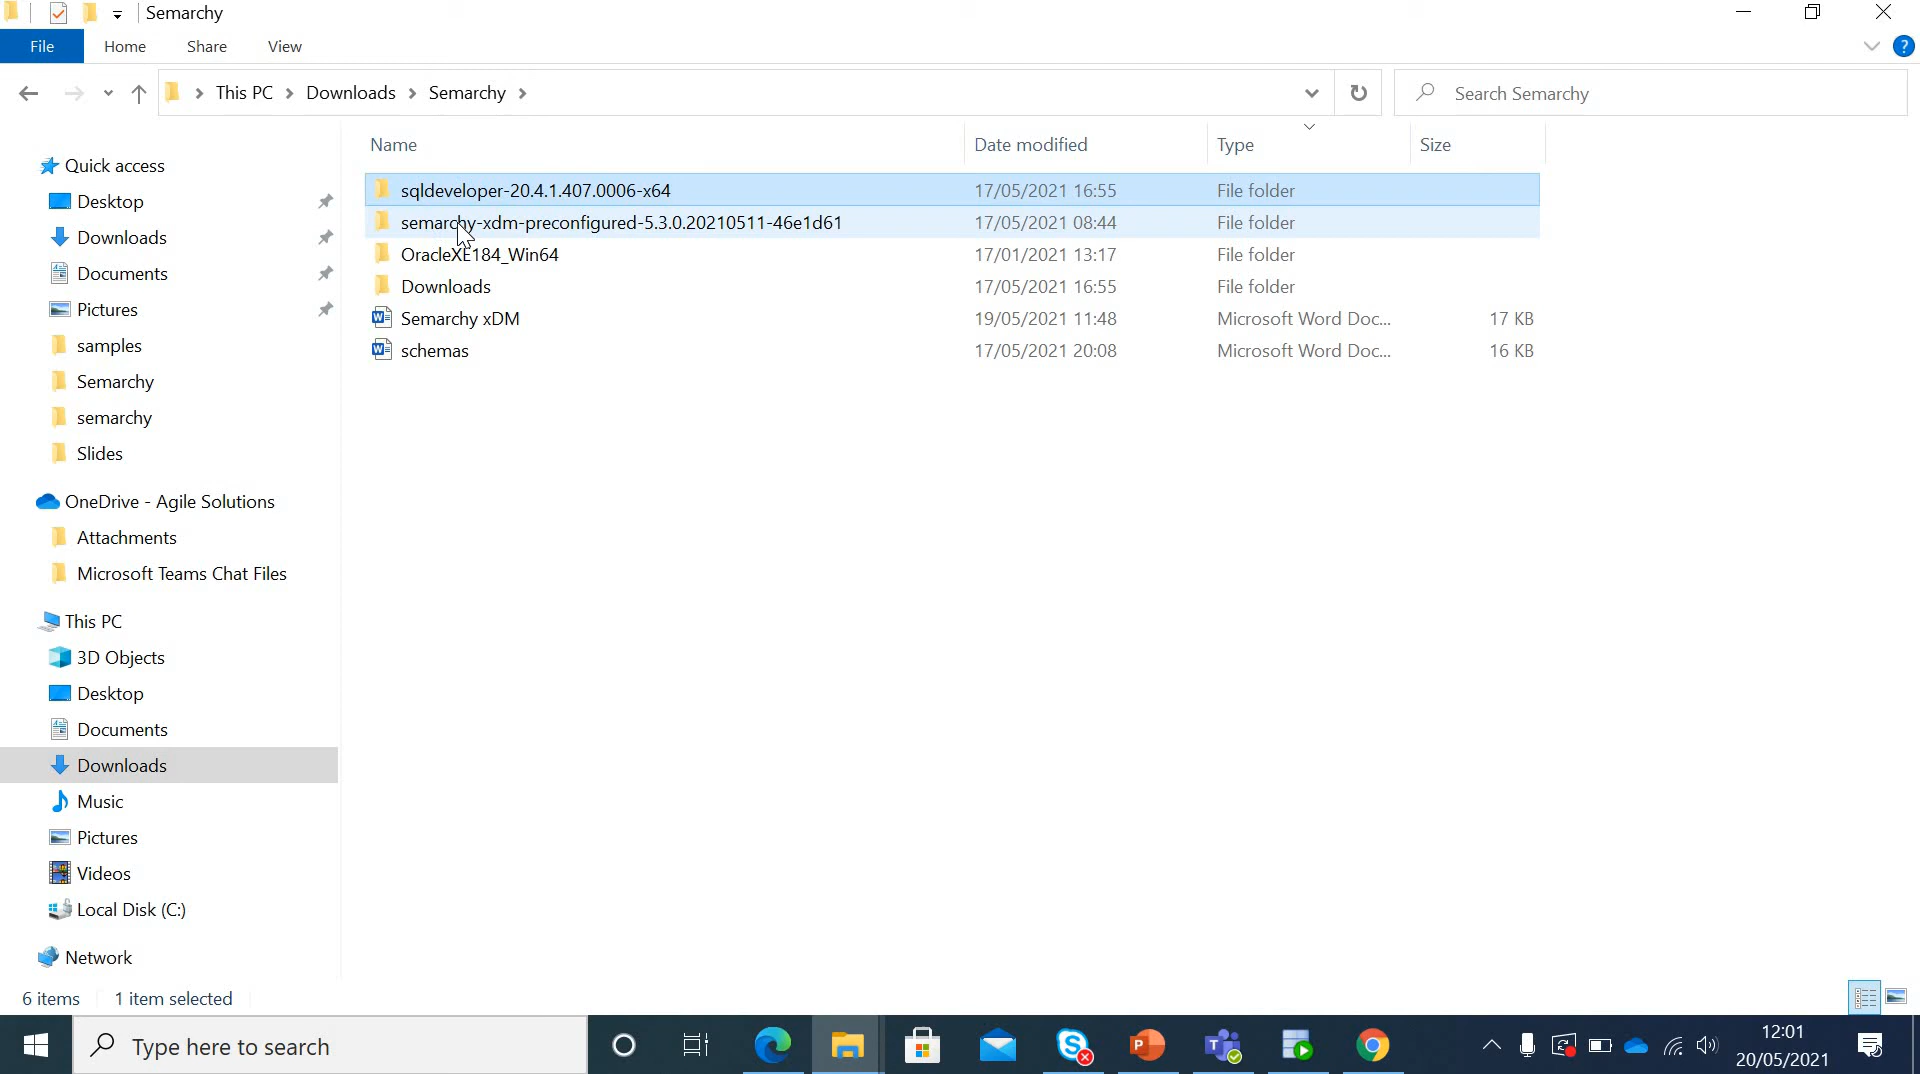 Semarchy
File Home Share View
This PC Downloads Semarchy
Search Semarchy
Name Date modified Type Size
Quick access
Desktop
Downloads
Documents
Pictures
samples
Semarchy
semarchy
Slides
OneDrive - Agile Solutions
Attachments
Microsoft Teams Chat Files
This PC
3D Objects
Desktop
Documents
Downloads
Music
Pictures
Videos
Local Disk (C:)
Network
sqldeveloper-20.4.1.407.0006-x64 17/05/2021 16:55 File folder
semarchy-xdm-preconfigured-5.3.0.20210511-46e1d61 17/05/2021 08:44 File folder
OracleXE184_Win64 17/01/2021 13:17 File folder
Downloads 17/05/2021 16:55 File folder
Semarchy xDM 19/05/2021 11:48 Microsoft Word Doc... 17 KB
schemas 17/05/2021 20:08 Microsoft Word Doc... 16 KB
6 items 1 item selected
Type here to search
12:01
20/05/2021